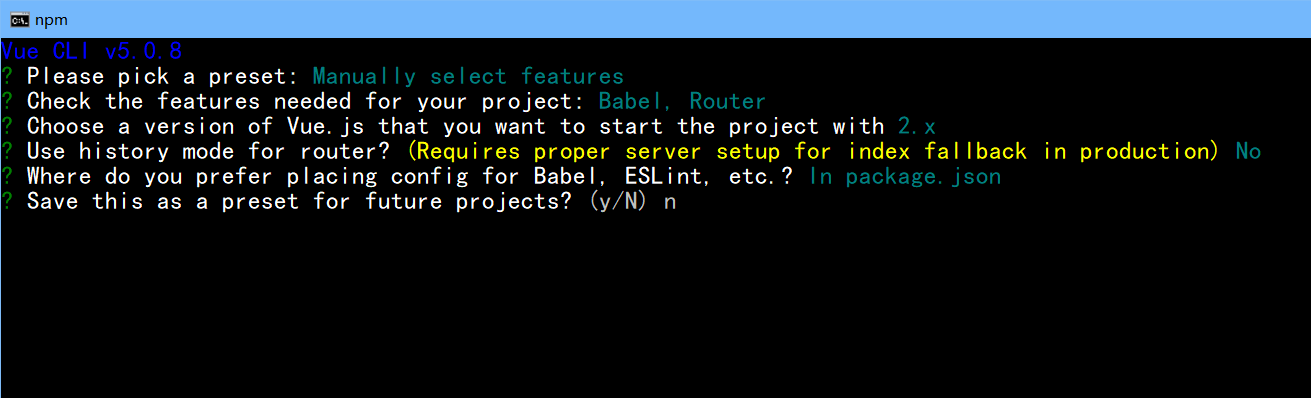 npm
Vue CLI v5.0.8
? Please pick a preset: Manually select features
? Check the features needed for your project: Babel, Router
? Choose a version of Vue.js that you want to start the project with 2.x
? Use history mode for router? (Requires proper server setup for index fallback in production) No
? Where do you prefer placing config for Babel, ESLint, etc.? In package.json
? Save this as a preset for future projects? (y/N) n